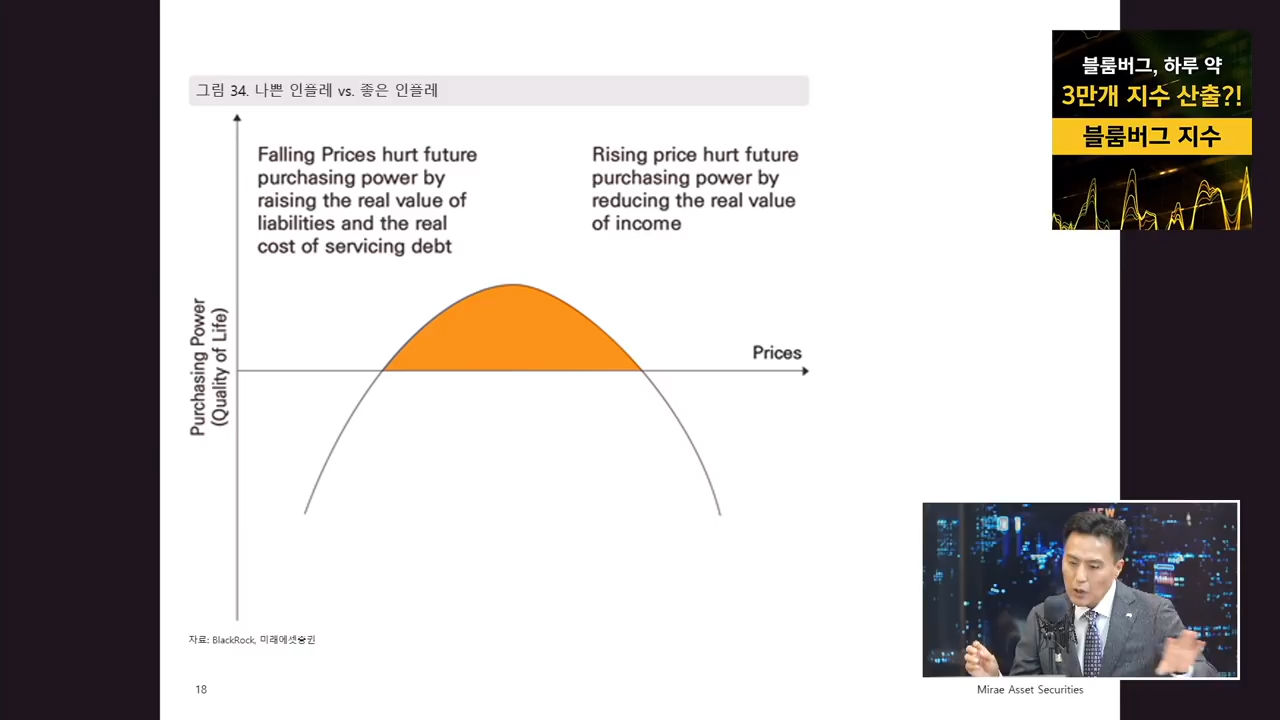 그림 34. 나쁜 인플레 vs. 좋은 인플레
Falling Prices hurt future
purchasing power by
raising the real value of
liabilities and the real
cost of servicing debt
Rising price hurt future
purchasing power by
reducing the real value
of income
Purchasing Power
(Quality of Life)
Prices
자료: BlackRock, 미래에셋증권
18
Mirae Asset Securities
블룸버그, 하루 약
3만개 지수 산출?!
블룸버그 지수